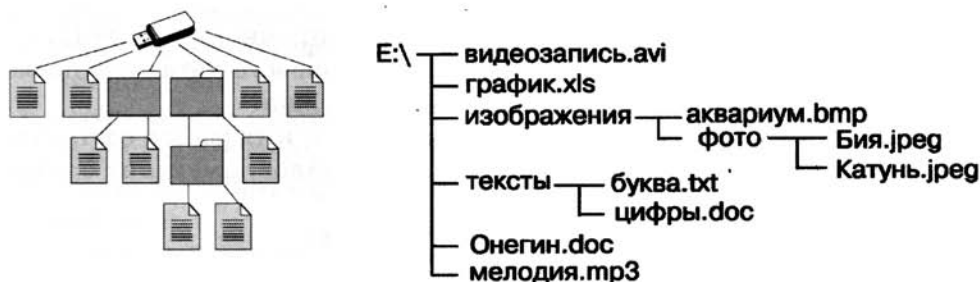 E:\ видеозапись.avi
график.xls
изображения аквариум.bmp
фото Бия.jpeg
Катунь.jpeg
тексты буква.txt
цифры.doc
Онегин.doc
мелодия.mp3